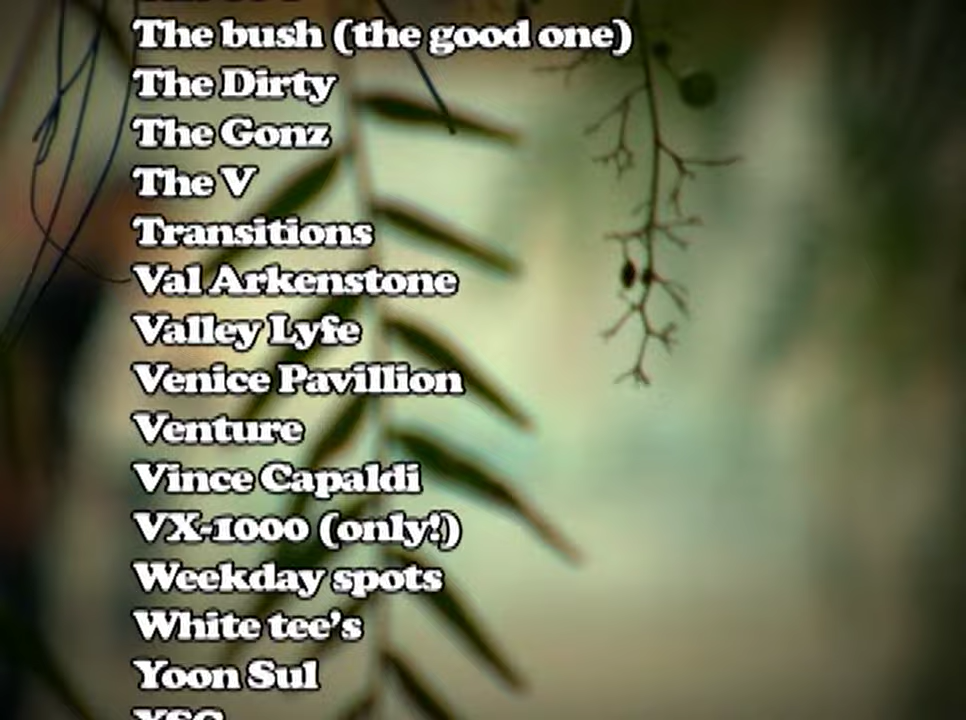 The bush (the good one)
The Dirty
The Gonz
The V
Transitions
Val Arkenstone
Valley Lyfe
Venice Pavillion
Venture
Vince Capaldi
VX-1000 (only!)
Weekday spots
White tee's
Yoon Sul